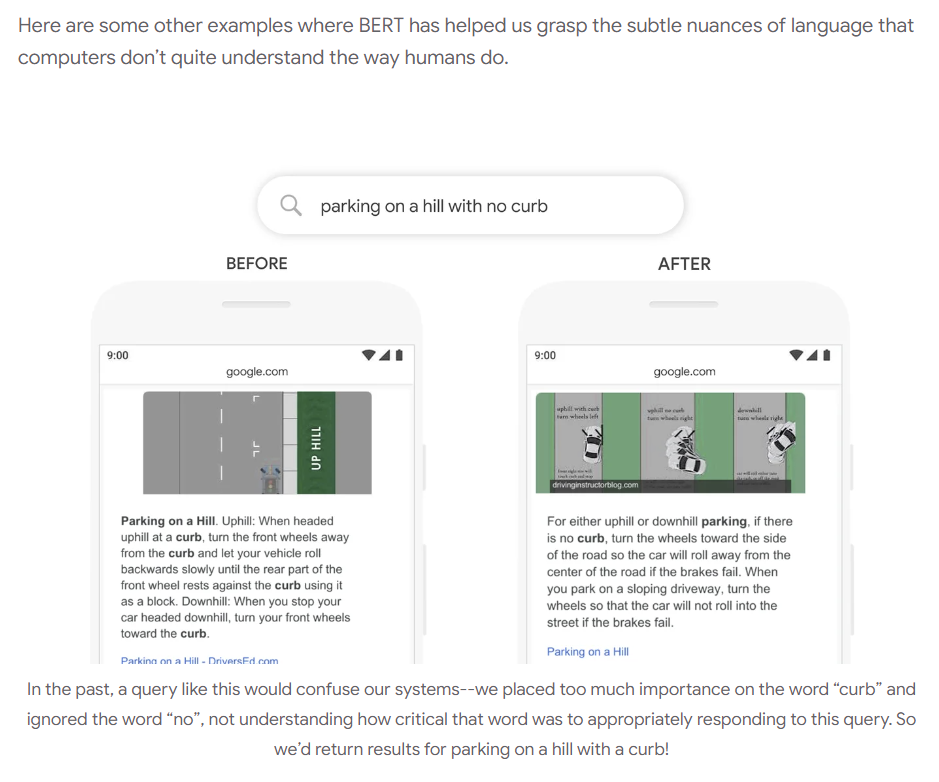 Here are some other examples where BERT has helped us grasp the subtle nuances of language that
computers don’t quite understand the way humans do.
parking on a hill with no curb
BEFORE
9:00
google.com
UP HILL
Parking on a Hill. Uphill: When headed
uphill at a curb, turn the front wheels away
from the curb and let your vehicle roll
backwards slowly until the rear part of the
front wheel rests against the curb using it
as a block. Downhill: When you stop your
car headed downhill, turn your front wheels
toward the curb.
Parking on a Hill - DriversEd.com
AFTER
9:00
google.com
uphill with curb
turn wheels left
uphill no curb
turn wheels right
downhill
turn wheels right
drivinginstructorblog.com
For either uphill or downhill parking, if there
is no curb, turn the wheels toward the side
of the road so the car will roll away from the
center of the road if the brakes fail. When
you park on a sloping driveway, turn the
wheels so that the car will not roll into the
street if the brakes fail.
Parking on a Hill
In the past, a query like this would confuse our systems--we placed too much importance on the word “curb” and
ignored the word “no”, not understanding how critical that word was to appropriately responding to this query. So
we’d return results for parking on a hill with a curb!